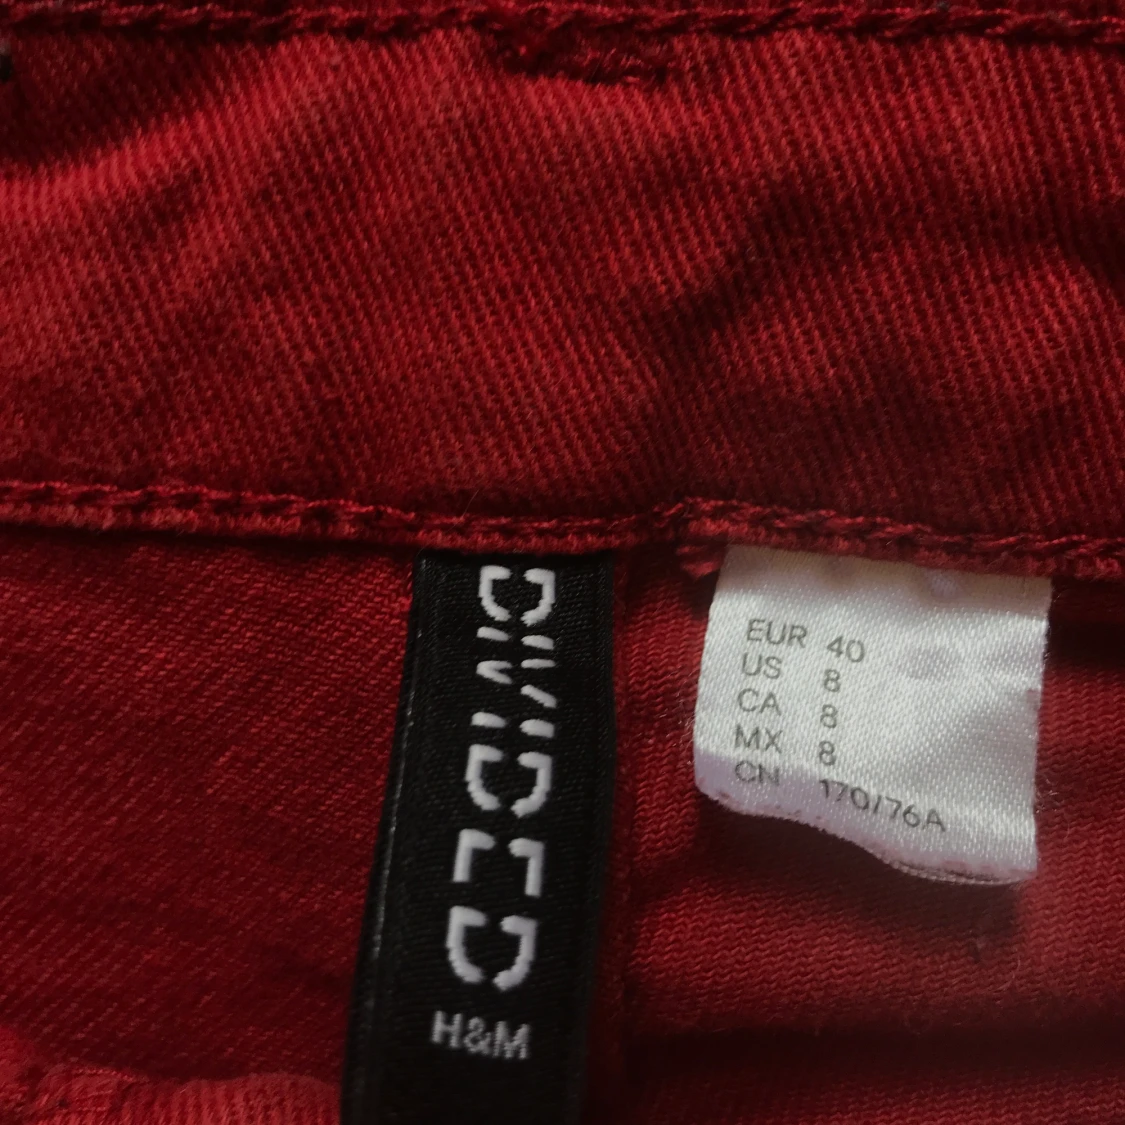 DIVIDED
H&M
EUR 40
US 8
CA 8
MX 8
CN 170/76A